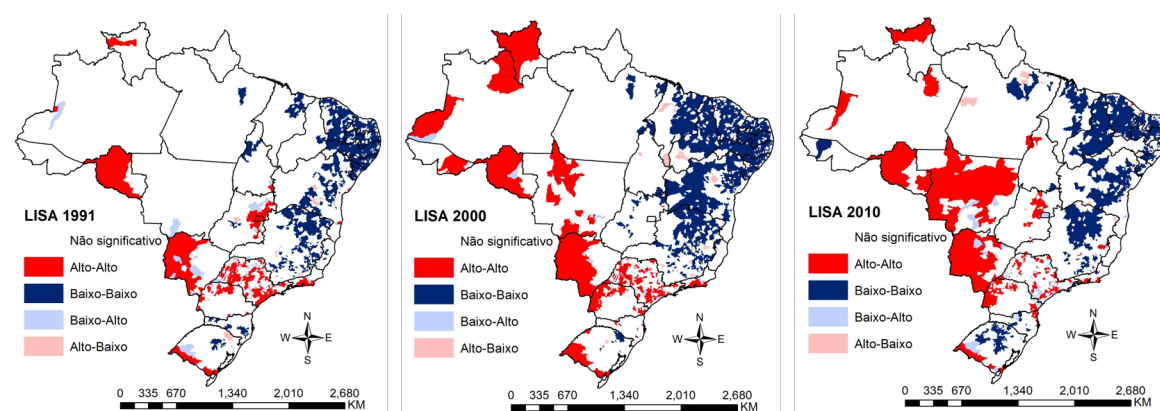 LISA 1991
Não significativo
Alto-Alto
Baixo-Baixo
Baixo-Alto
Alto-Baixo
N
W E
S
0 335 670 1,340 2,010 2,680
KM
LISA 2000
Não significativo
Alto-Alto
Baixo-Baixo
Baixo-Alto
Alto-Baixo
N
W E
S
0 335 670 1,340 2,010 2,680
KM
LISA 2010
Não significativo
Alto-Alto
Baixo-Baixo
Baixo-Alto
Alto-Baixo
N
W E
S
0 335 670 1,340 2,010 2,680
KM